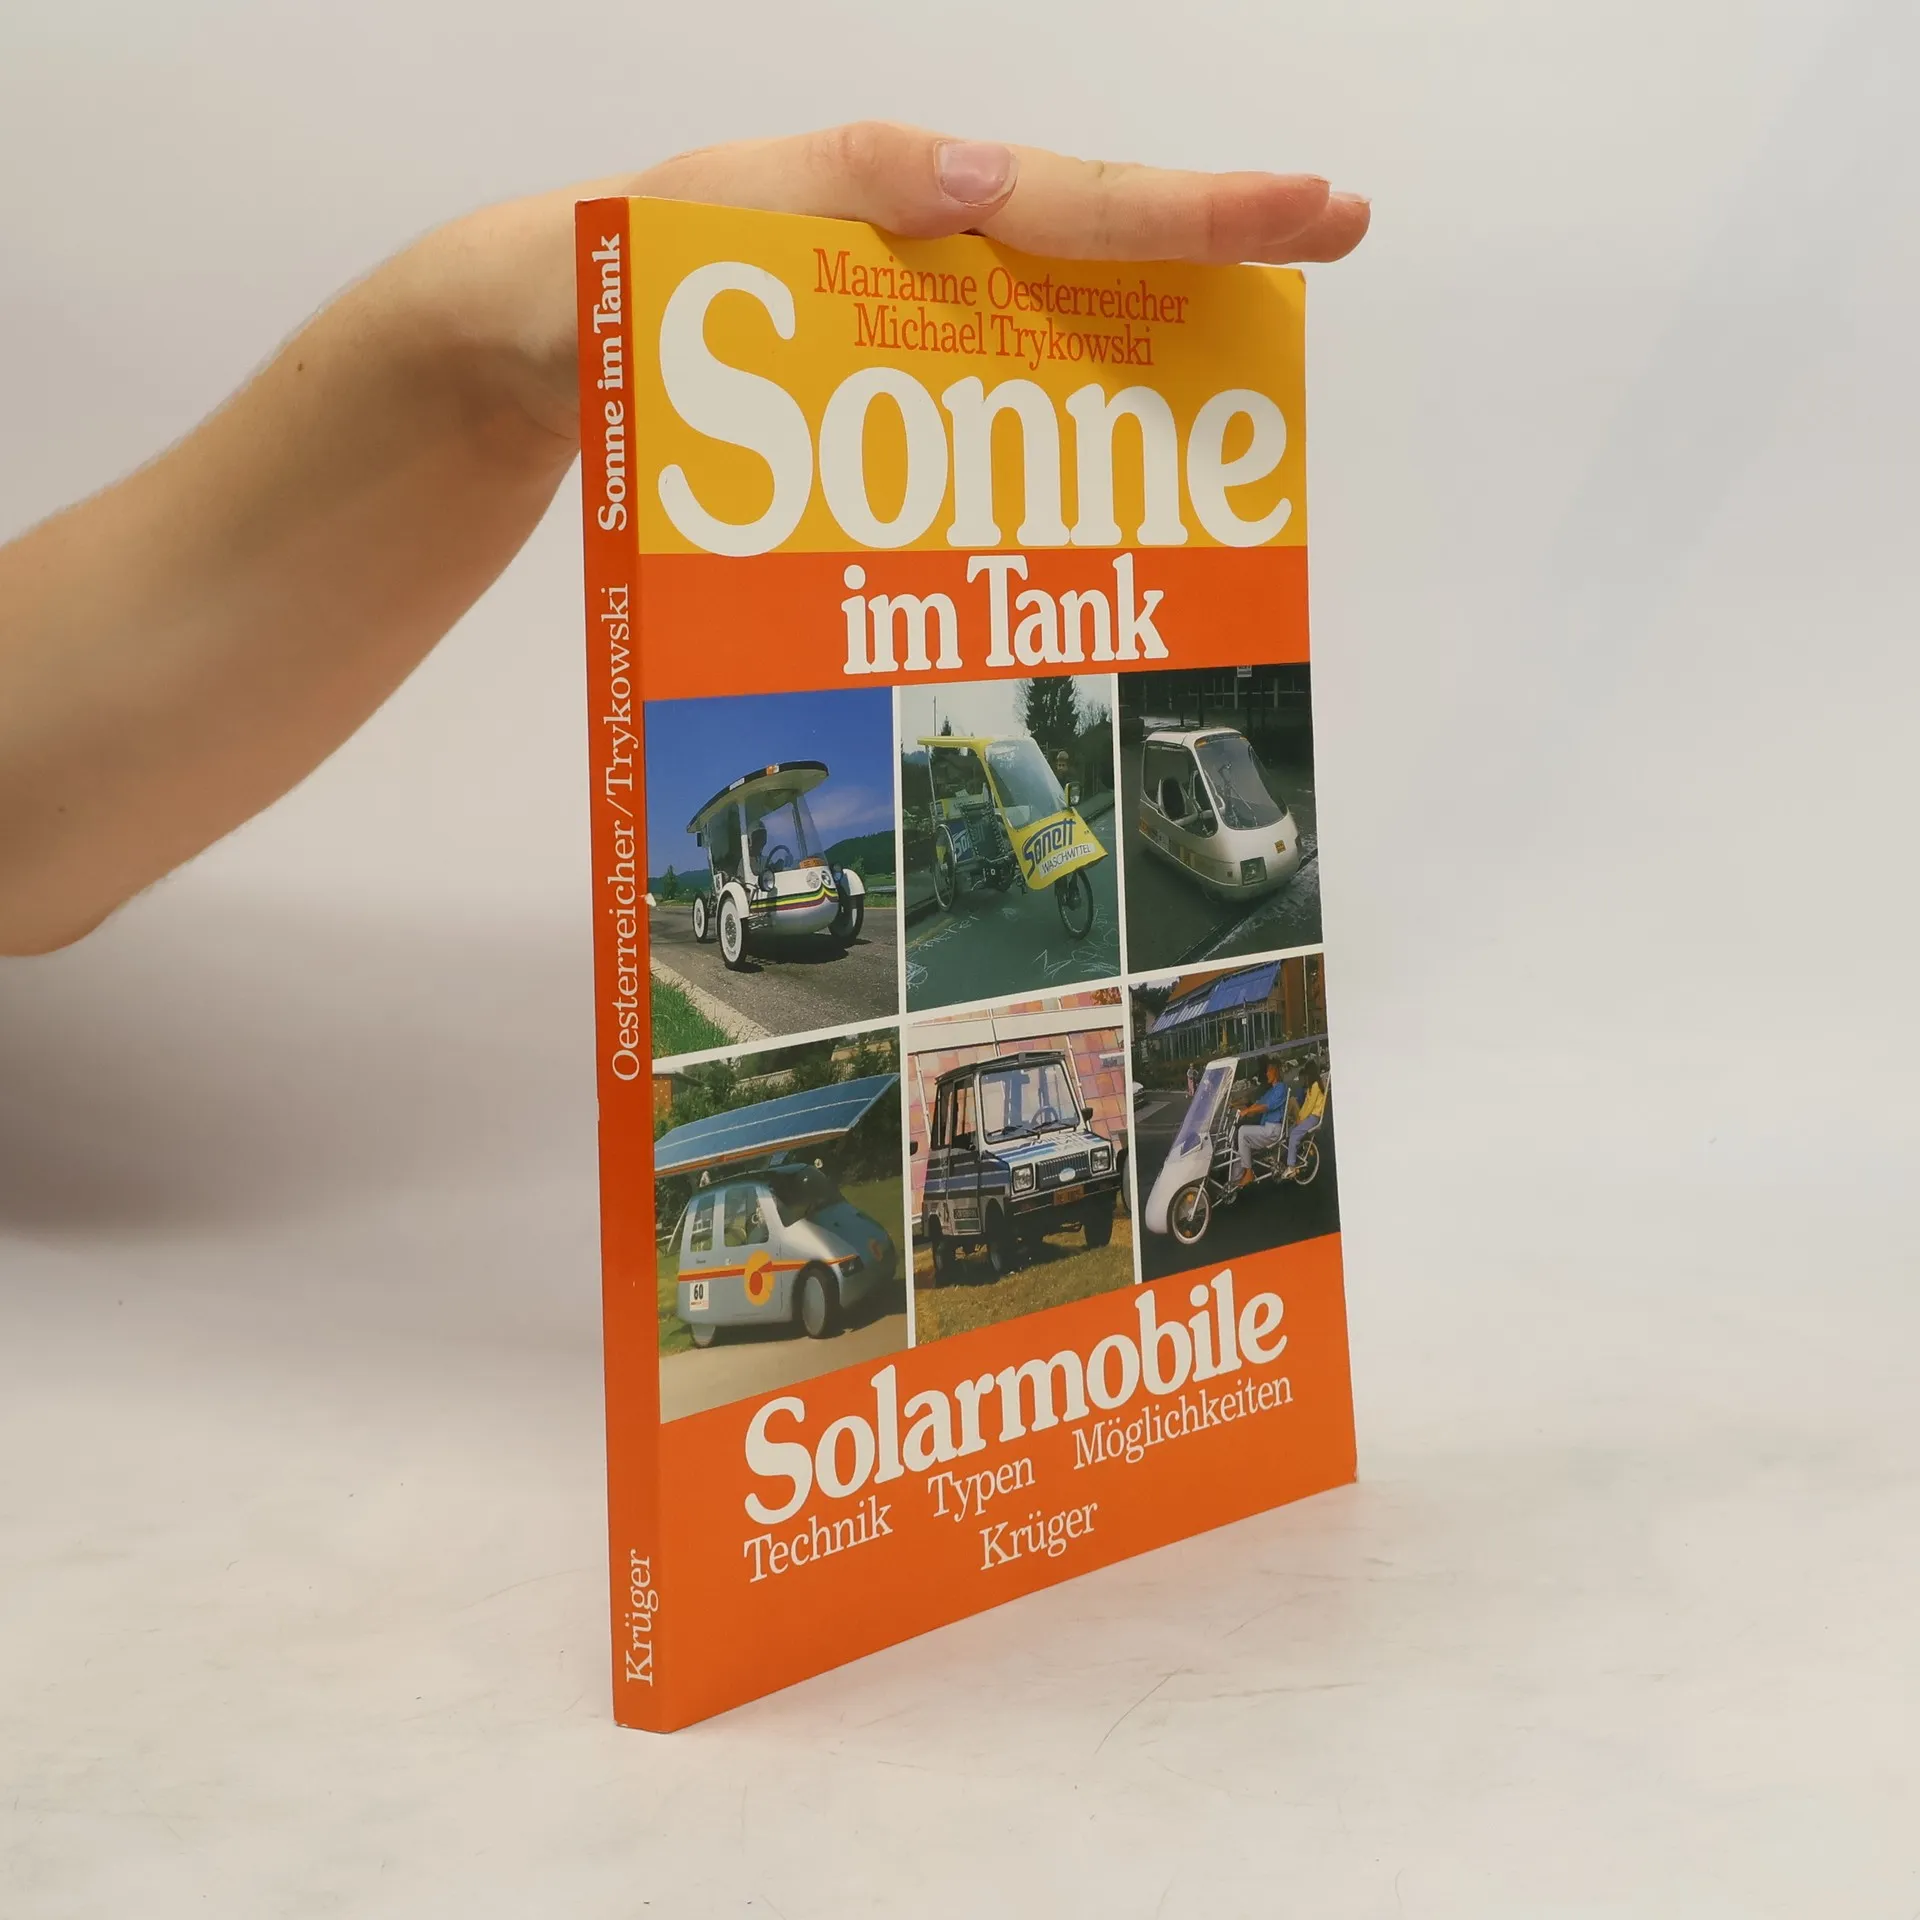 Sonne im Tank
Oesterreicher/Trykowski
Krüger
Marianne Oesterreicher
Michael Trykowski
Sonne
im Tank
Sonett
WASCHMITTEL
60
Solarmobile
Technik Typen Möglichkeiten
Krüger